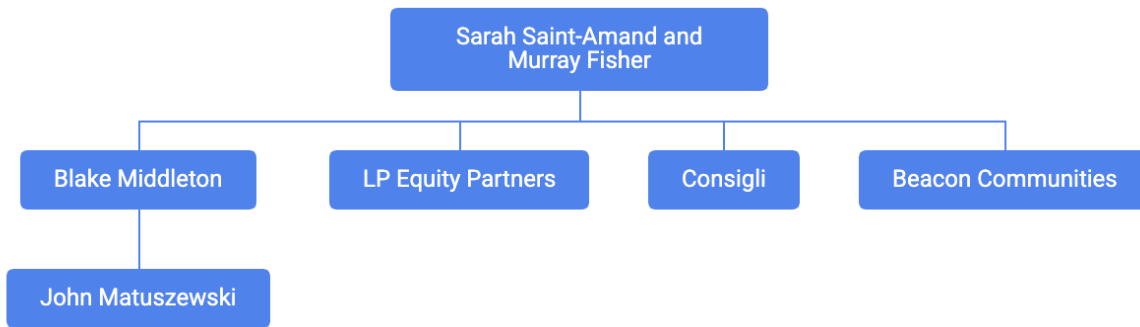 Sarah Saint-Amand and
Murray Fisher
Blake Middleton
LP Equity Partners
Consigli
Beacon Communities
John Matuszewski